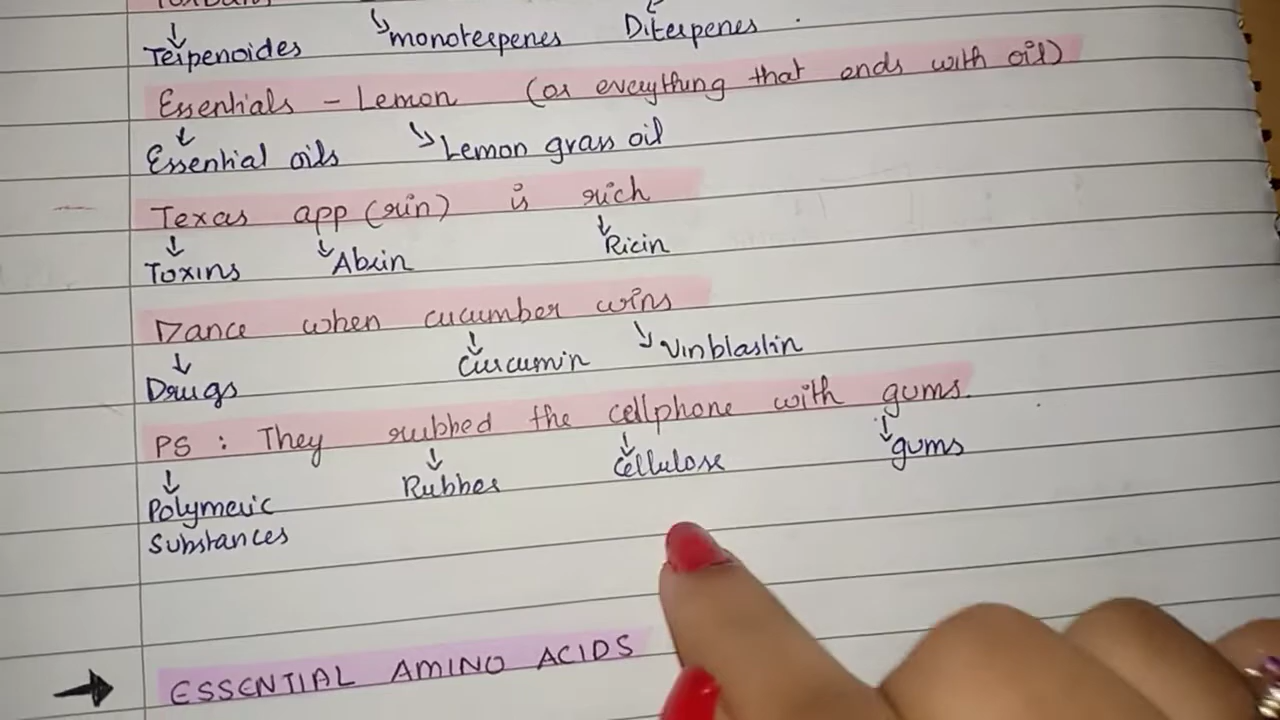 Terpenoides monoterpenes Diterpenes
Essentials - Lemon (or everything that ends with oil)
Essential oils Lemon grass oil
Texas app(rin) is rich
Toxins Abrin Ricin
Dance when cucumber wins
Drugs Curcumin Vinblastin
PS : They rubbed the cellphone with gums.
Polymeric Rubber cellulose gums
Substances
ESSENTIAL AMINO ACIDS